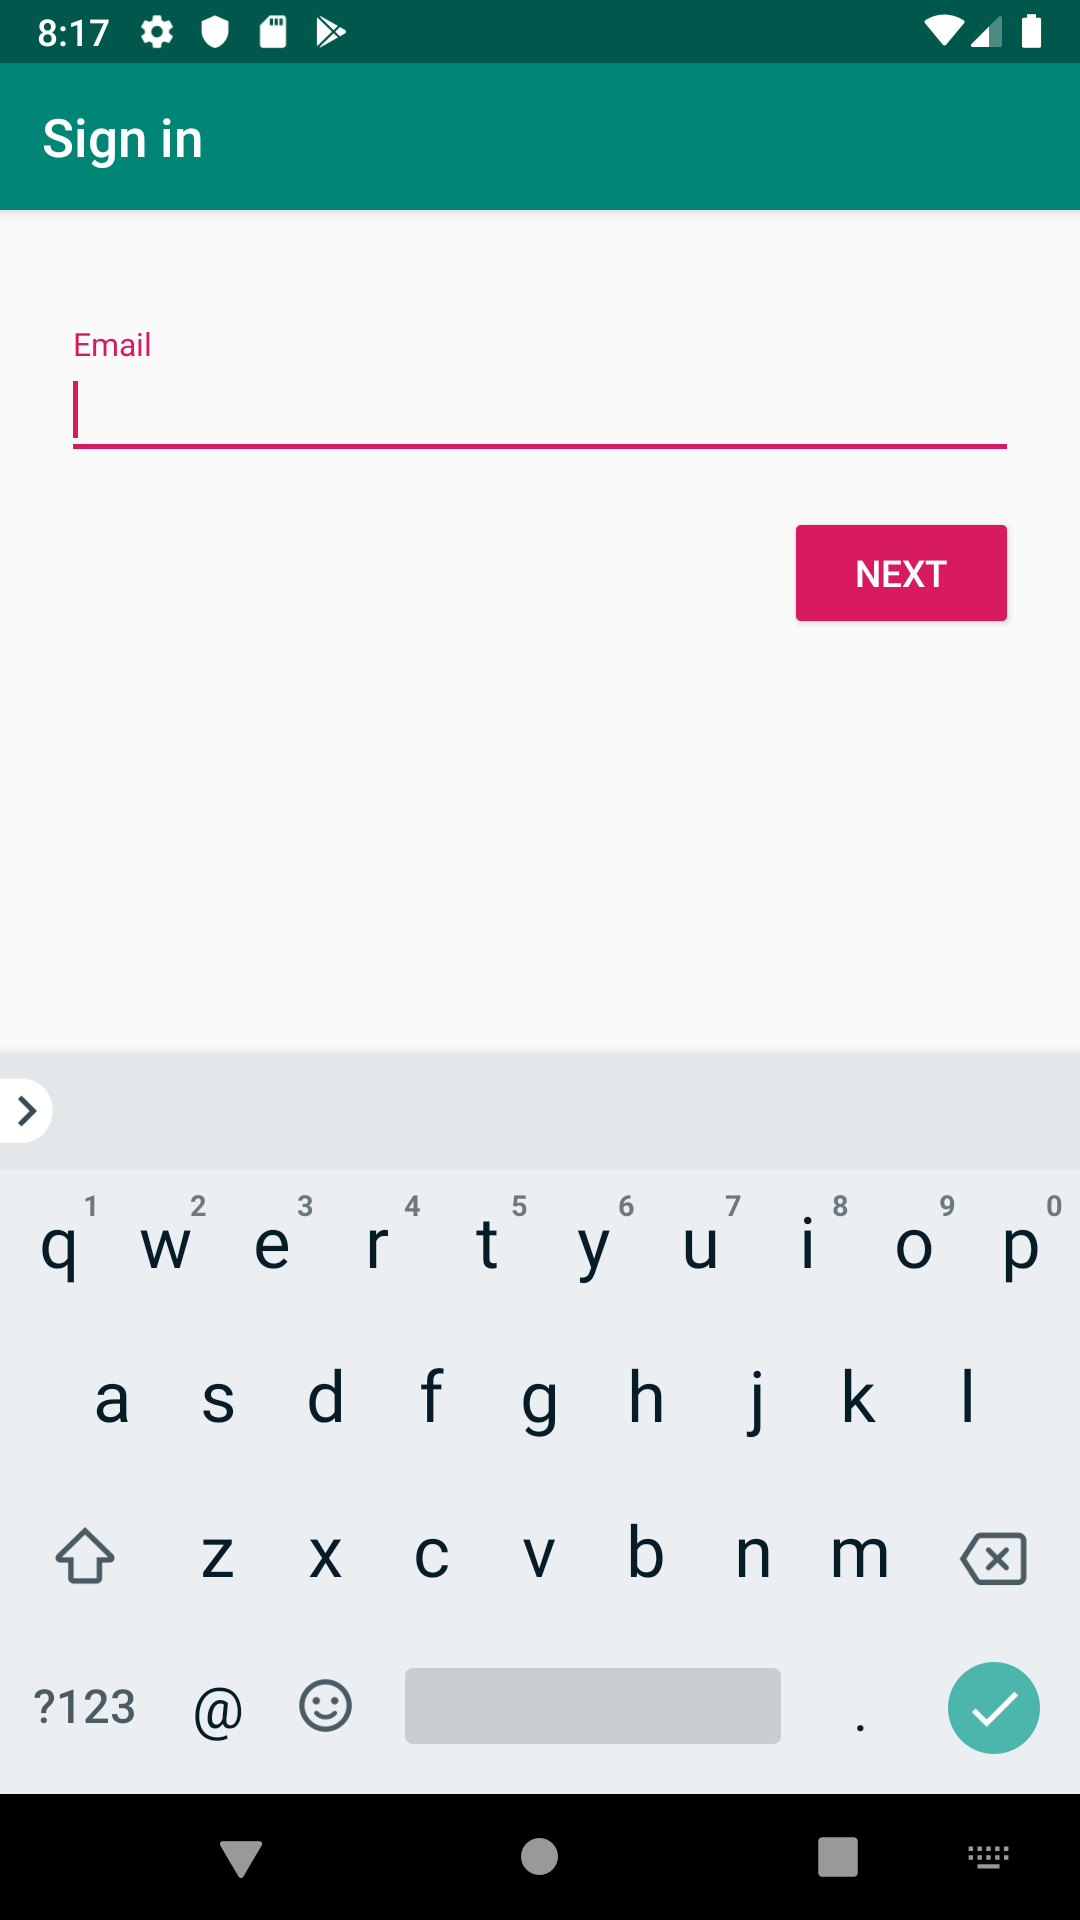 8:17
Sign in
Email
NEXT
1 2 3 4 5 6 7 8 9 0
q w e r t y u i o p
a s d f g h j k l
z x c v b n m
?123 @ .